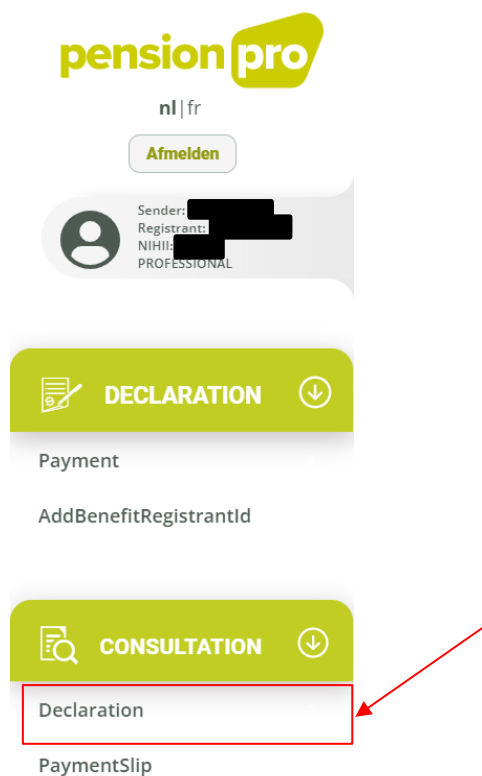 pension pro
nl|fr
Afmelden
Sender:
Registrant:
NIHII:
PROFESSIONAL
DECLARATION
Payment
AddBenefitRegistrantId
CONSULTATION
Declaration
PaymentSlip